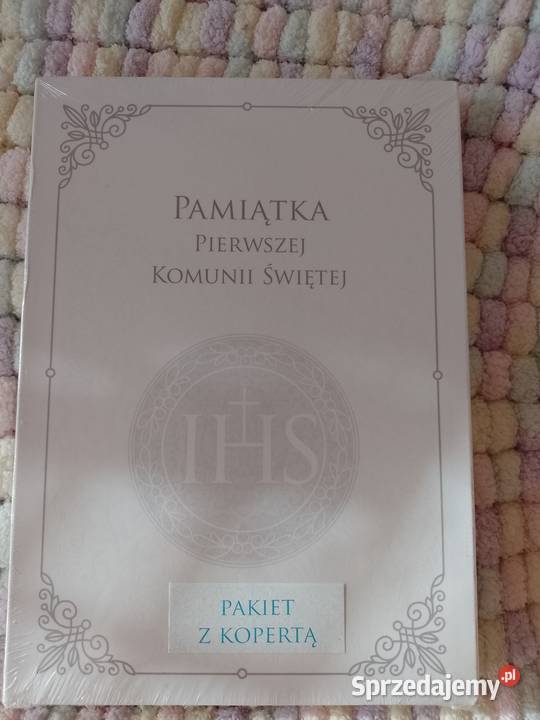 Pamiątka
Pierwszej
Komunii Świętej
IHS
PAKIET
Z KOPERTĄ
Sprzedajemy.pl